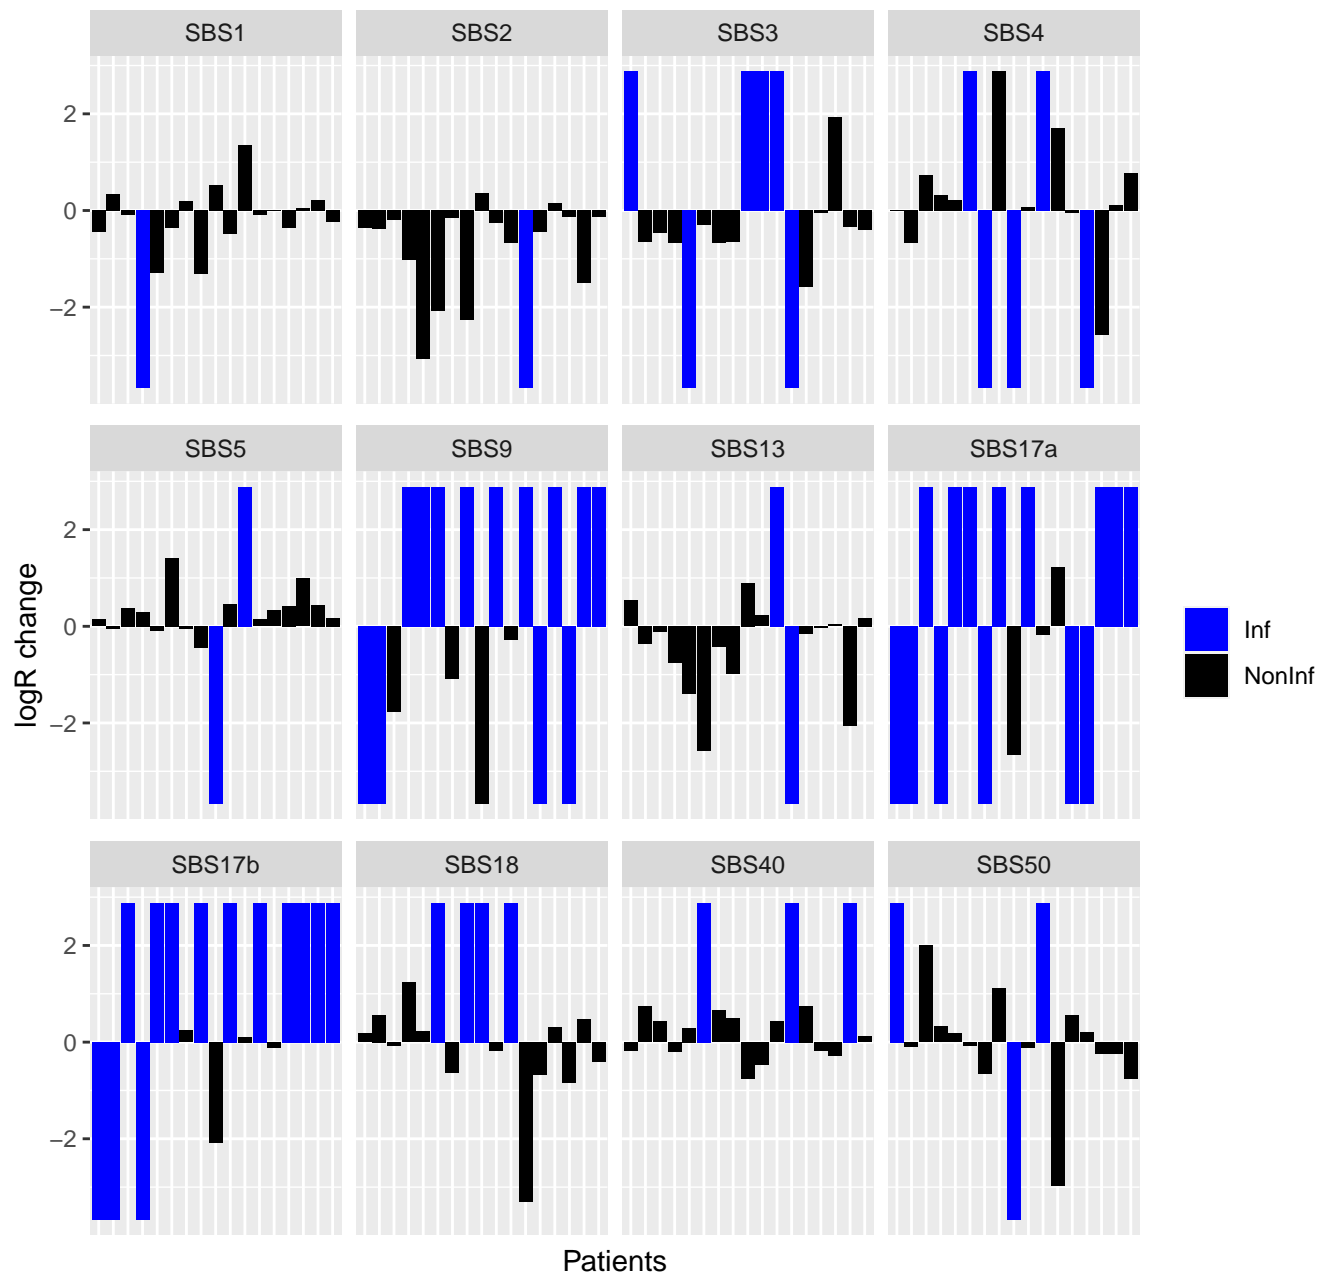 SBS1 SBS2 SBS3 SBS4
2
0
−2
SBS5 SBS9 SBS13 SBS17a
2
0
−2
SBS17b SBS18 SBS40 SBS50
2
0
−2
logR change
Patients
Inf
NonInf